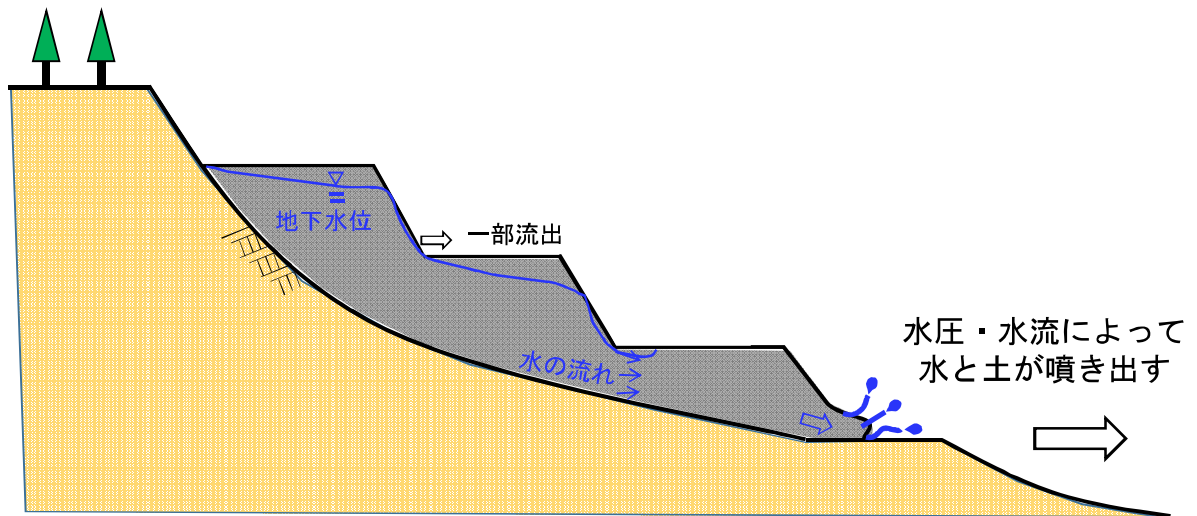 地下水位
一部流出
水の流れ
水圧・水流によって
水と土が噴き出す